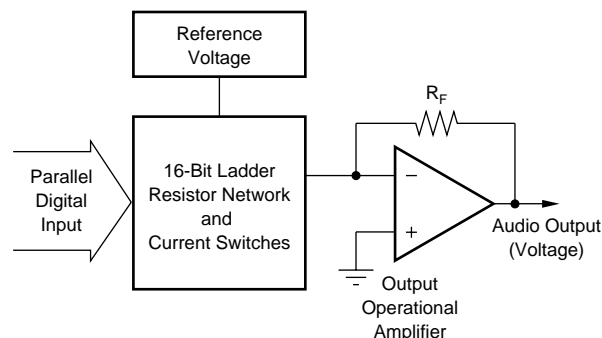 Reference
Voltage
R_F
Parallel
Digital
Input
16-Bit Ladder
Resistor Network
and
Current Switches
−
+
Audio Output
(Voltage)
Output
Operational
Amplifier